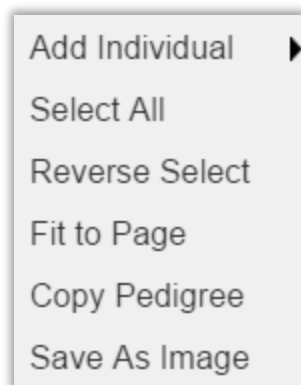 Add Individual
Select All
Reverse Select
Fit to Page
Copy Pedigree
Save As Image